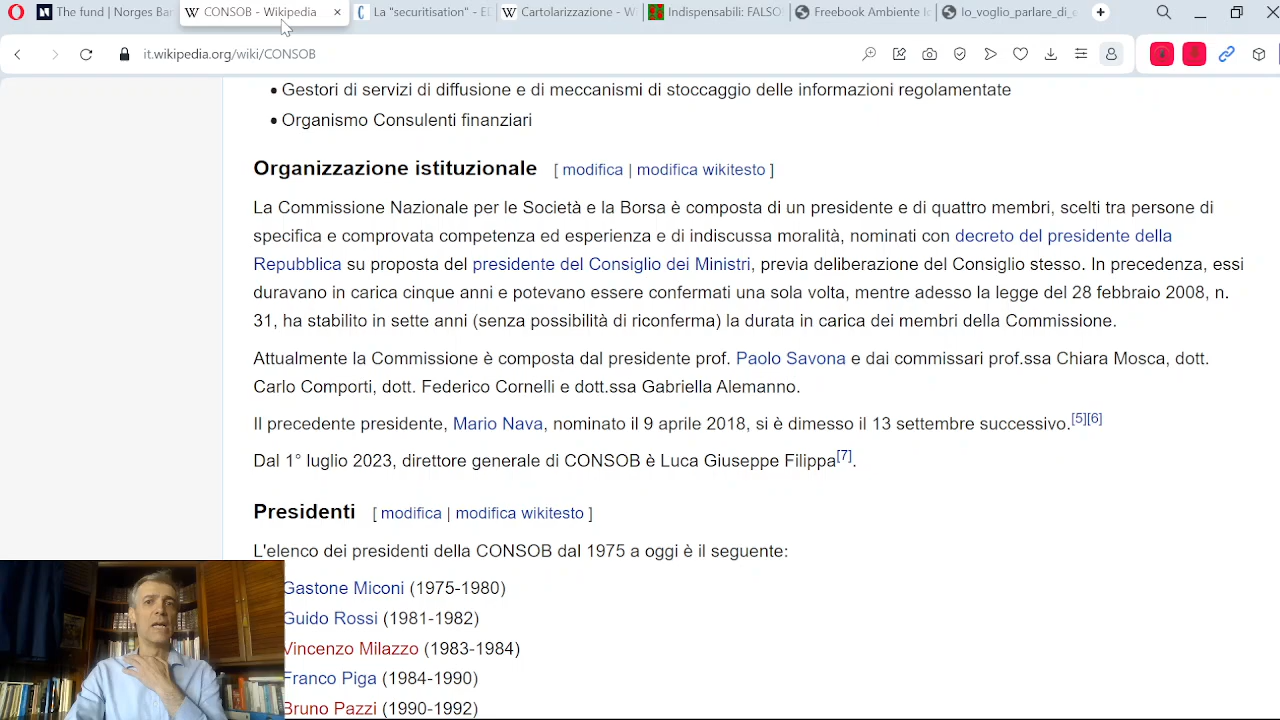 The fund | Norges Ban
CONSOB - Wikipedia
La "securitisation" - E
Cartolarizzazione - W
Indispensabili FALSO
Freebook Ambiente Ic
Io_voglio_parlare_di_e
it.wikipedia.org/wiki/CONSOB
• Gestori di servizi di diffusione e di meccanismi di stoccaggio delle informazioni regolamentate
• Organismo Consulenti finanziari
Organizzazione istituzionale [ modifica | modifica wikitesto ]
La Commissione Nazionale per le Società e la Borsa è composta di un presidente e di quattro membri, scelti tra persone di
specifica e comprovata competenza ed esperienza e di indiscussa moralità, nominati con decreto del presidente della
Repubblica su proposta del presidente del Consiglio dei Ministri, previa deliberazione del Consiglio stesso. In precedenza, essi
duravano in carica cinque anni e potevano essere confermati una sola volta, mentre adesso la legge del 28 febbraio 2008, n.
31, ha stabilito in sette anni (senza possibilità di riconferma) la durata in carica dei membri della Commissione.
Attualmente la Commissione è composta dal presidente prof. Paolo Savona e dai commissari prof.ssa Chiara Mosca, dott.
Carlo Comporti, dott. Federico Cornelli e dott.ssa Gabriella Alemanno.
Il precedente presidente, Mario Nava, nominato il 9 aprile 2018, si è dimesso il 13 settembre successivo.[5][6]
Dal 1° luglio 2023, direttore generale di CONSOB è Luca Giuseppe Filippa[7].
Presidenti [ modifica | modifica wikitesto ]
L'elenco dei presidenti della CONSOB dal 1975 a oggi è il seguente:
Gastone Miconi (1975-1980)
Guido Rossi (1981-1982)
Vincenzo Milazzo (1983-1984)
Franco Piga (1984-1990)
Bruno Pazzi (1990-1992)